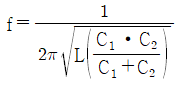 f = 1 / (2π√(L((C₁ • C₂)/(C₁+C₂))))